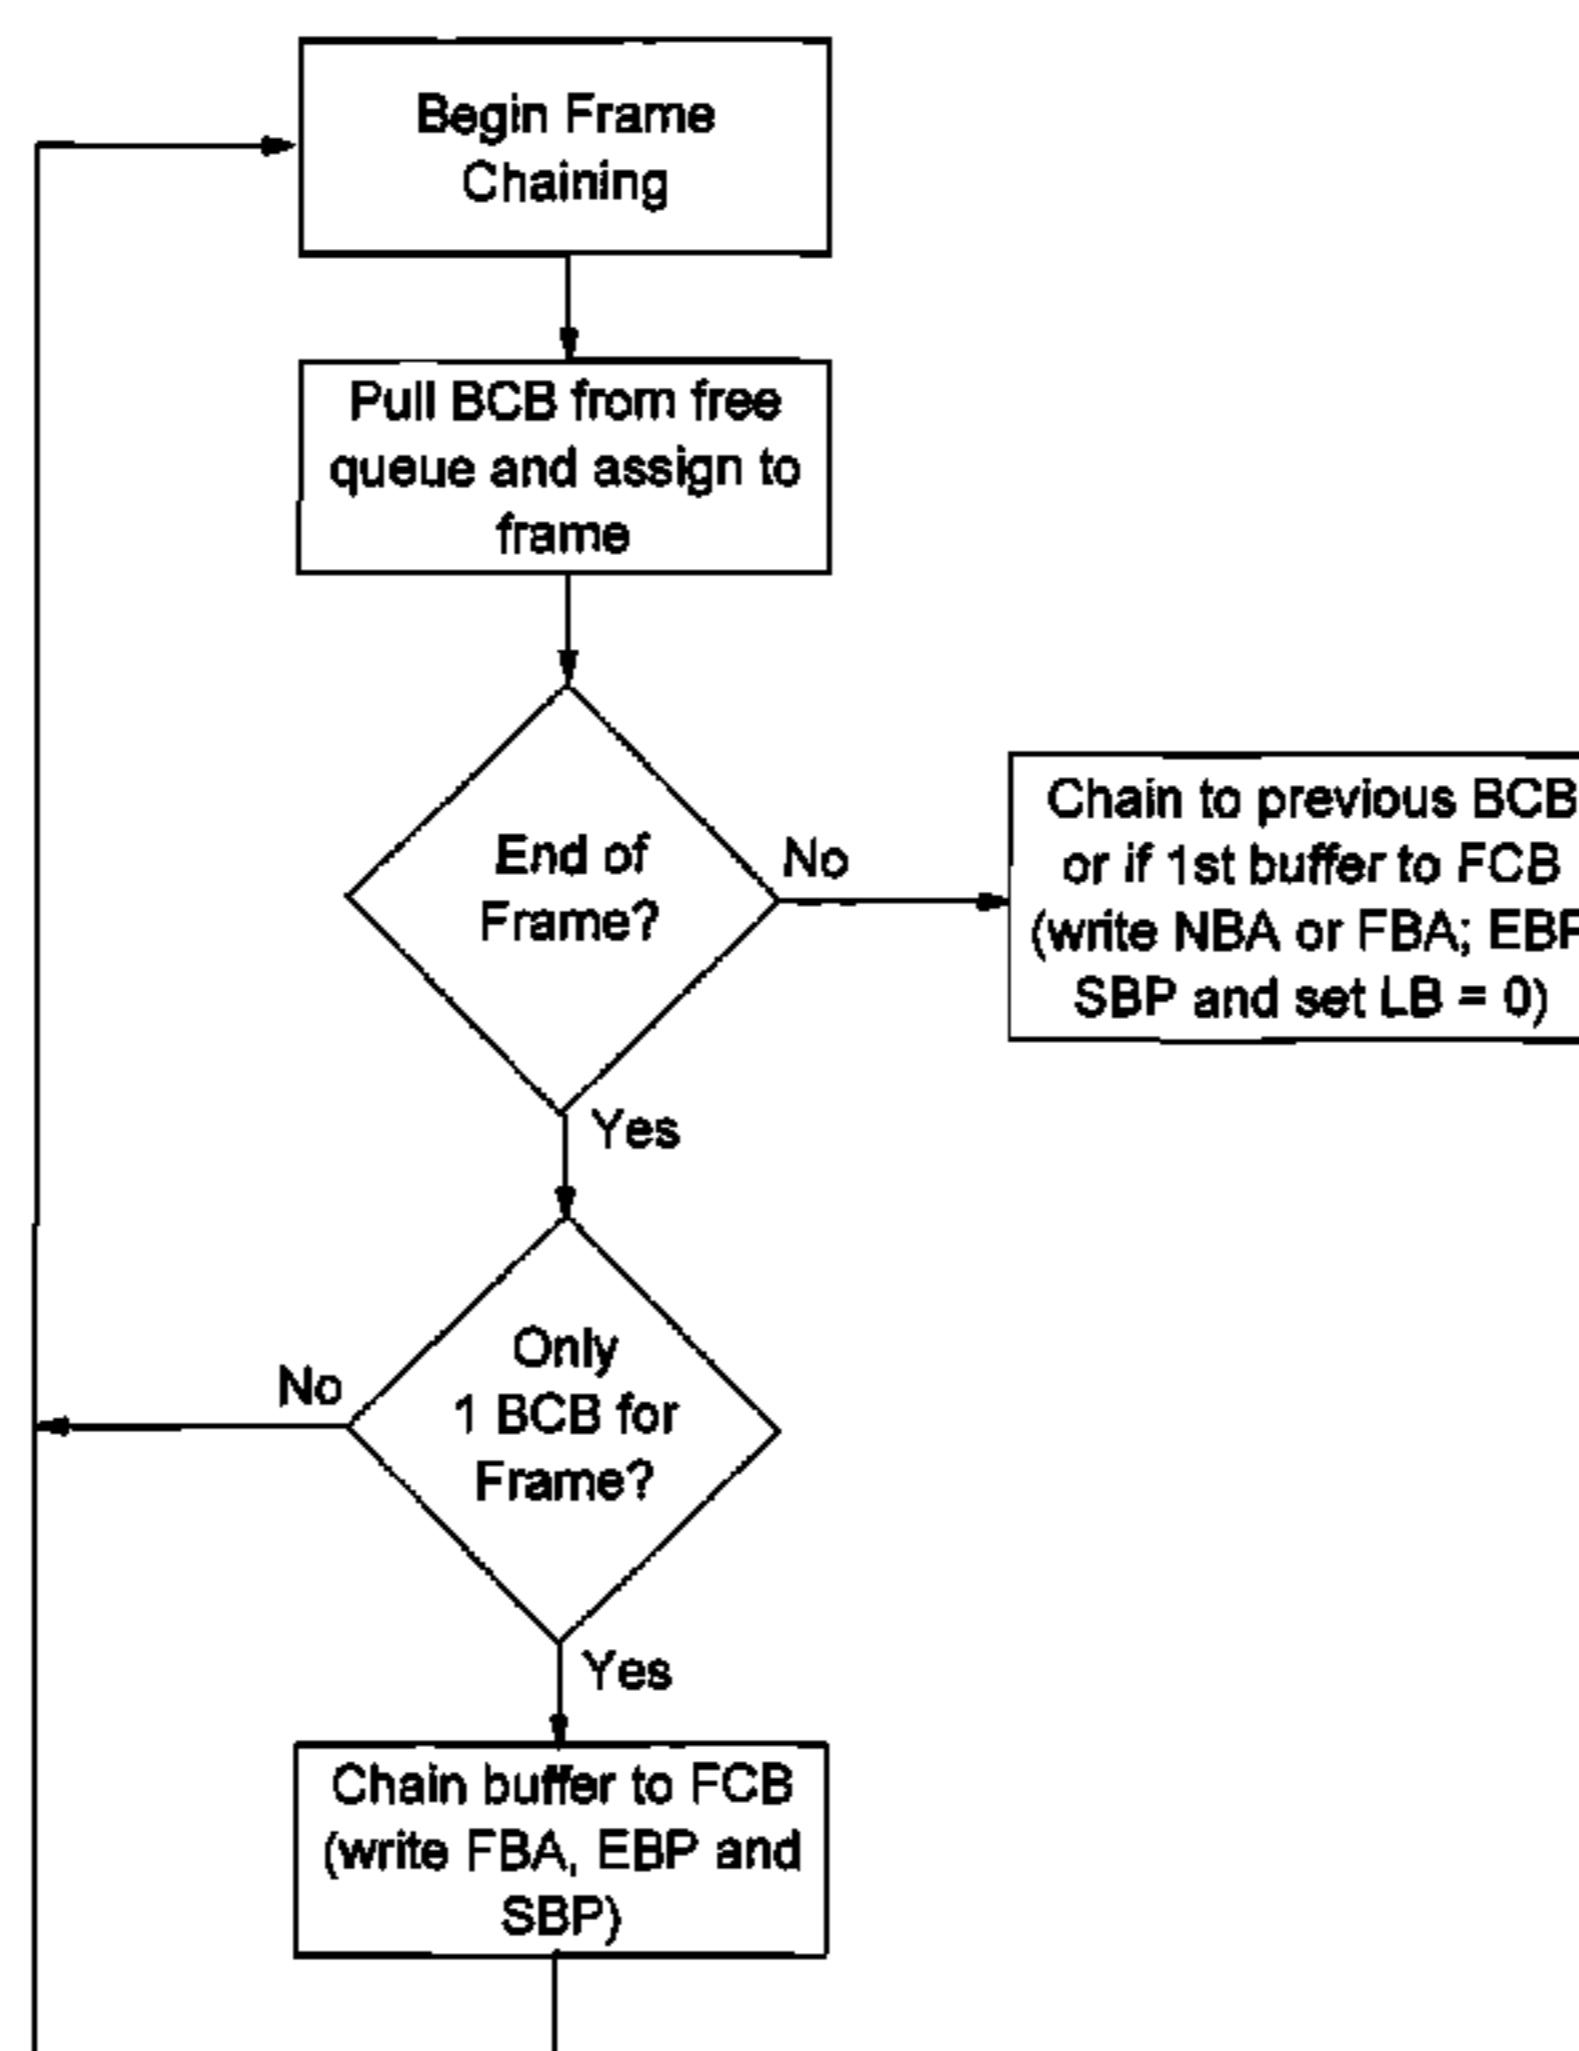 Begin Frame
Chaining
Pull BCB from free
queue and assign to
frame
End of
Frame?
No
Chain to previous BCB
or if 1st buffer to FCB
(write NBA or FBA; EBP
SBP and set LB = 0)
Yes
Only
1 BCB for
Frame?
No
Yes
Chain buffer to FCB
(write FBA, EBP and
SBP)